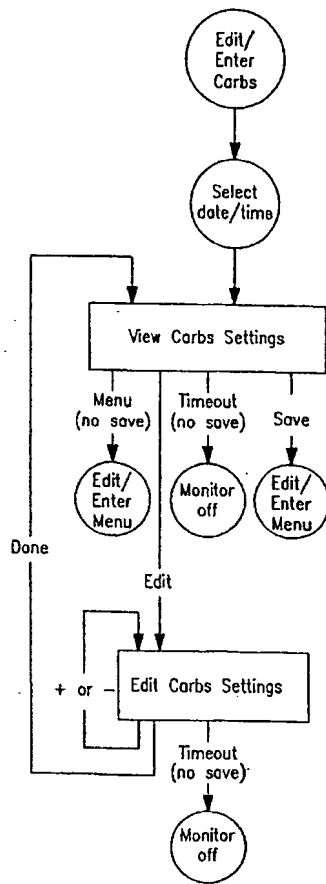 Edit/
Enter
Carbs
Select
date/time
View Carbs Settings
Menu
(no save)
Timeout
(no save)
Save
Edit/
Enter
Menu
Monitor
off
Edit/
Enter
Menu
Done
Edit
+ or -
Edit Carbs Settings
Timeout
(no save)
Monitor
off